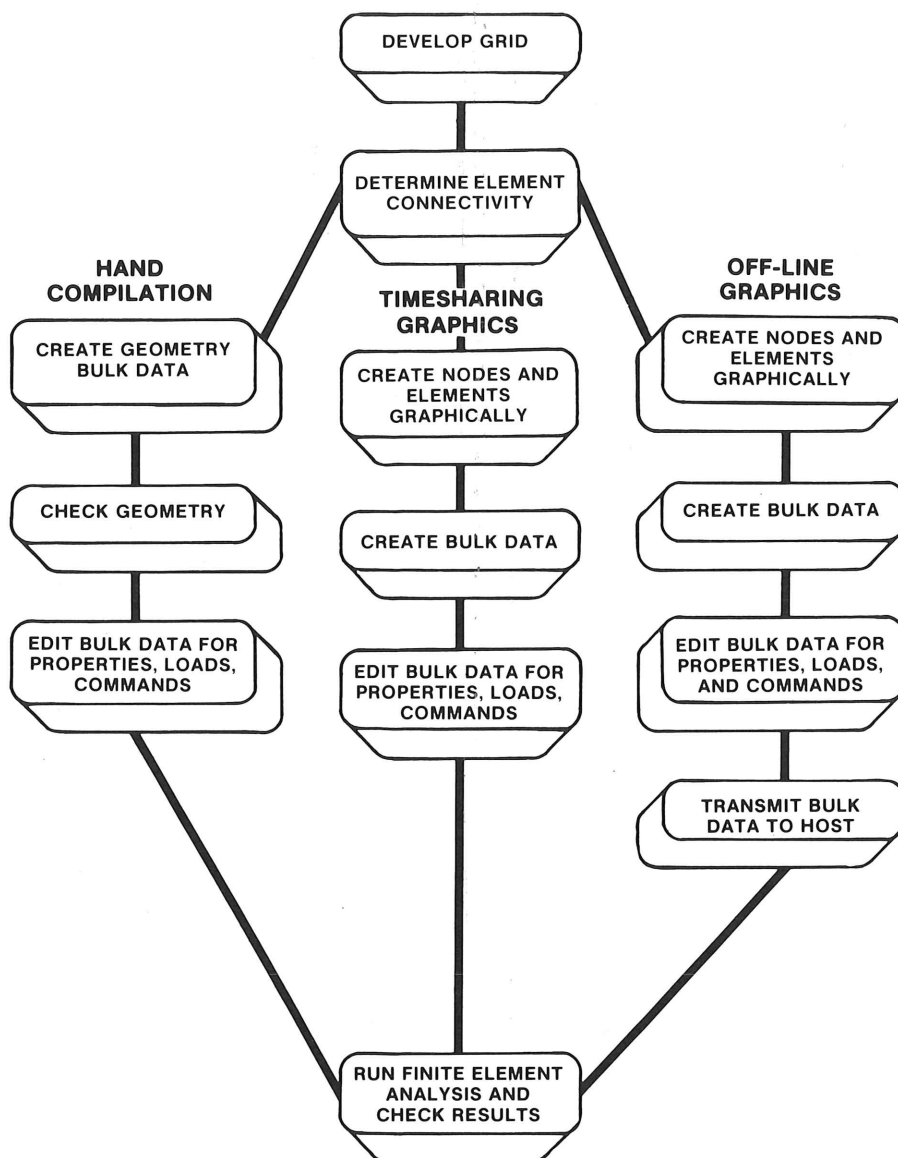 DEVELOP GRID
DETERMINE ELEMENT
CONNECTIVITY
HAND
COMPILATION
CREATE GEOMETRY
BULK DATA
CHECK GEOMETRY
EDIT BULK DATA FOR
PROPERTIES, LOADS,
COMMANDS
TIMESHARING
GRAPHICS
CREATE NODES AND
ELEMENTS
GRAPHICALLY
CREATE BULK DATA
EDIT BULK DATA FOR
PROPERTIES, LOADS,
COMMANDS
OFF-LINE
GRAPHICS
CREATE NODES AND
ELEMENTS
GRAPHICALLY
CREATE BULK DATA
EDIT BULK DATA FOR
PROPERTIES, LOADS,
AND COMMANDS
TRANSMIT BULK
DATA TO HOST
RUN FINITE ELEMENT
ANALYSIS AND
CHECK RESULTS